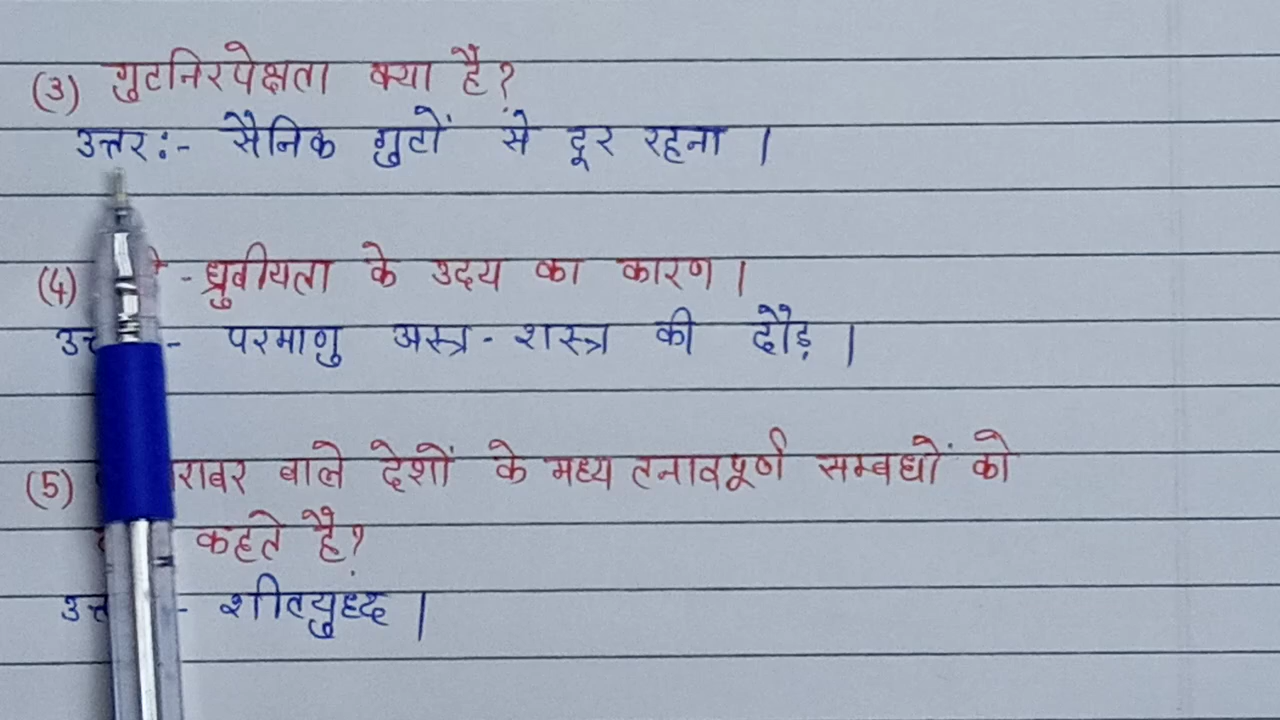 (3) गुटनिरपेक्षता क्या है?
उत्तर:- सैनिक गुटों से दूर रहना ।
(4) - ध्रुवीयता के उदय का कारण ।
- परमाणु अस्त्र - शस्त्र की दौड़ ।
(5) वाले देशों के मध्य तनावपूर्ण सम्बधों को
कहते है?
- शीतयुध्द ।